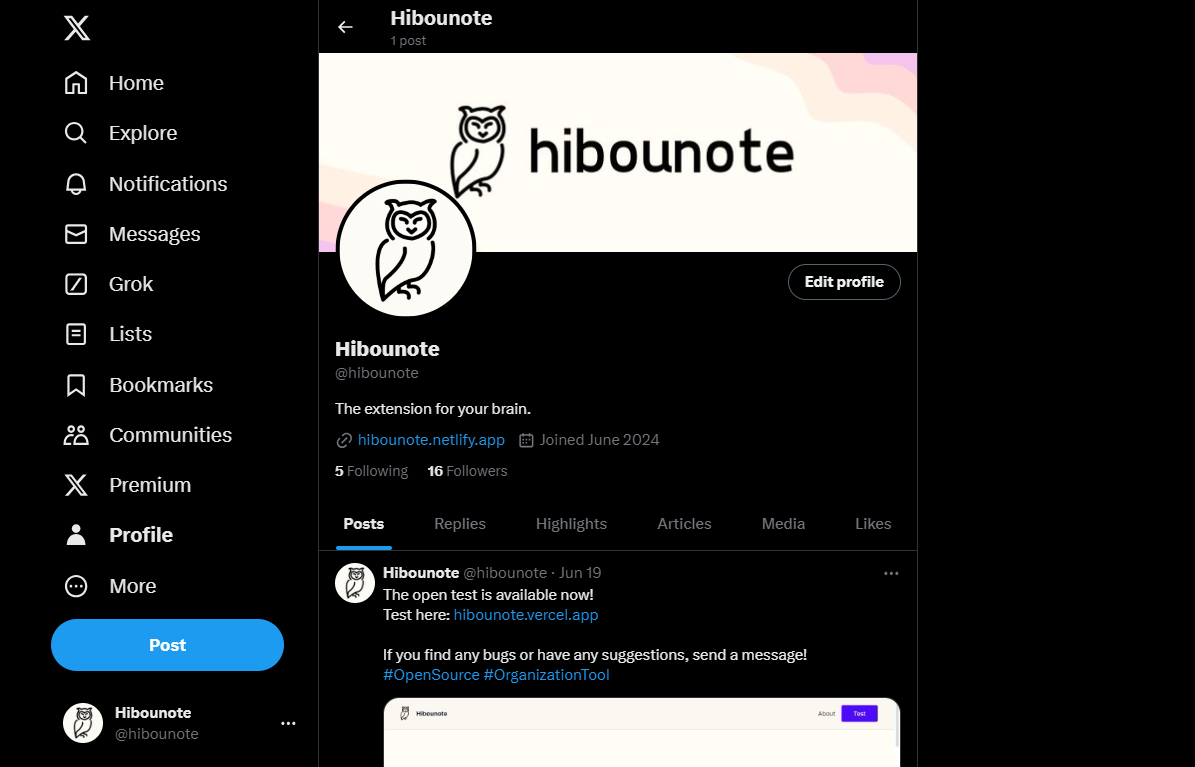 Home
Explore
Notifications
Messages
Grok
Lists
Bookmarks
Communities
Premium
Profile
More
Post
Hibounote
@hibounote
Hibounote
1 post
hibounote
Edit profile
Hibounote
@hibounote
The extension for your brain.
hibounote.netlify.app Joined June 2024
5 Following 16 Followers
Posts Replies Highlights Articles Media Likes
Hibounote @hibounote · Jun 19
The open test is available now!
Test here: hibounote.vercel.app
If you find any bugs or have any suggestions, send a message!
#OpenSource #OrganizationTool
Hibounote About Test